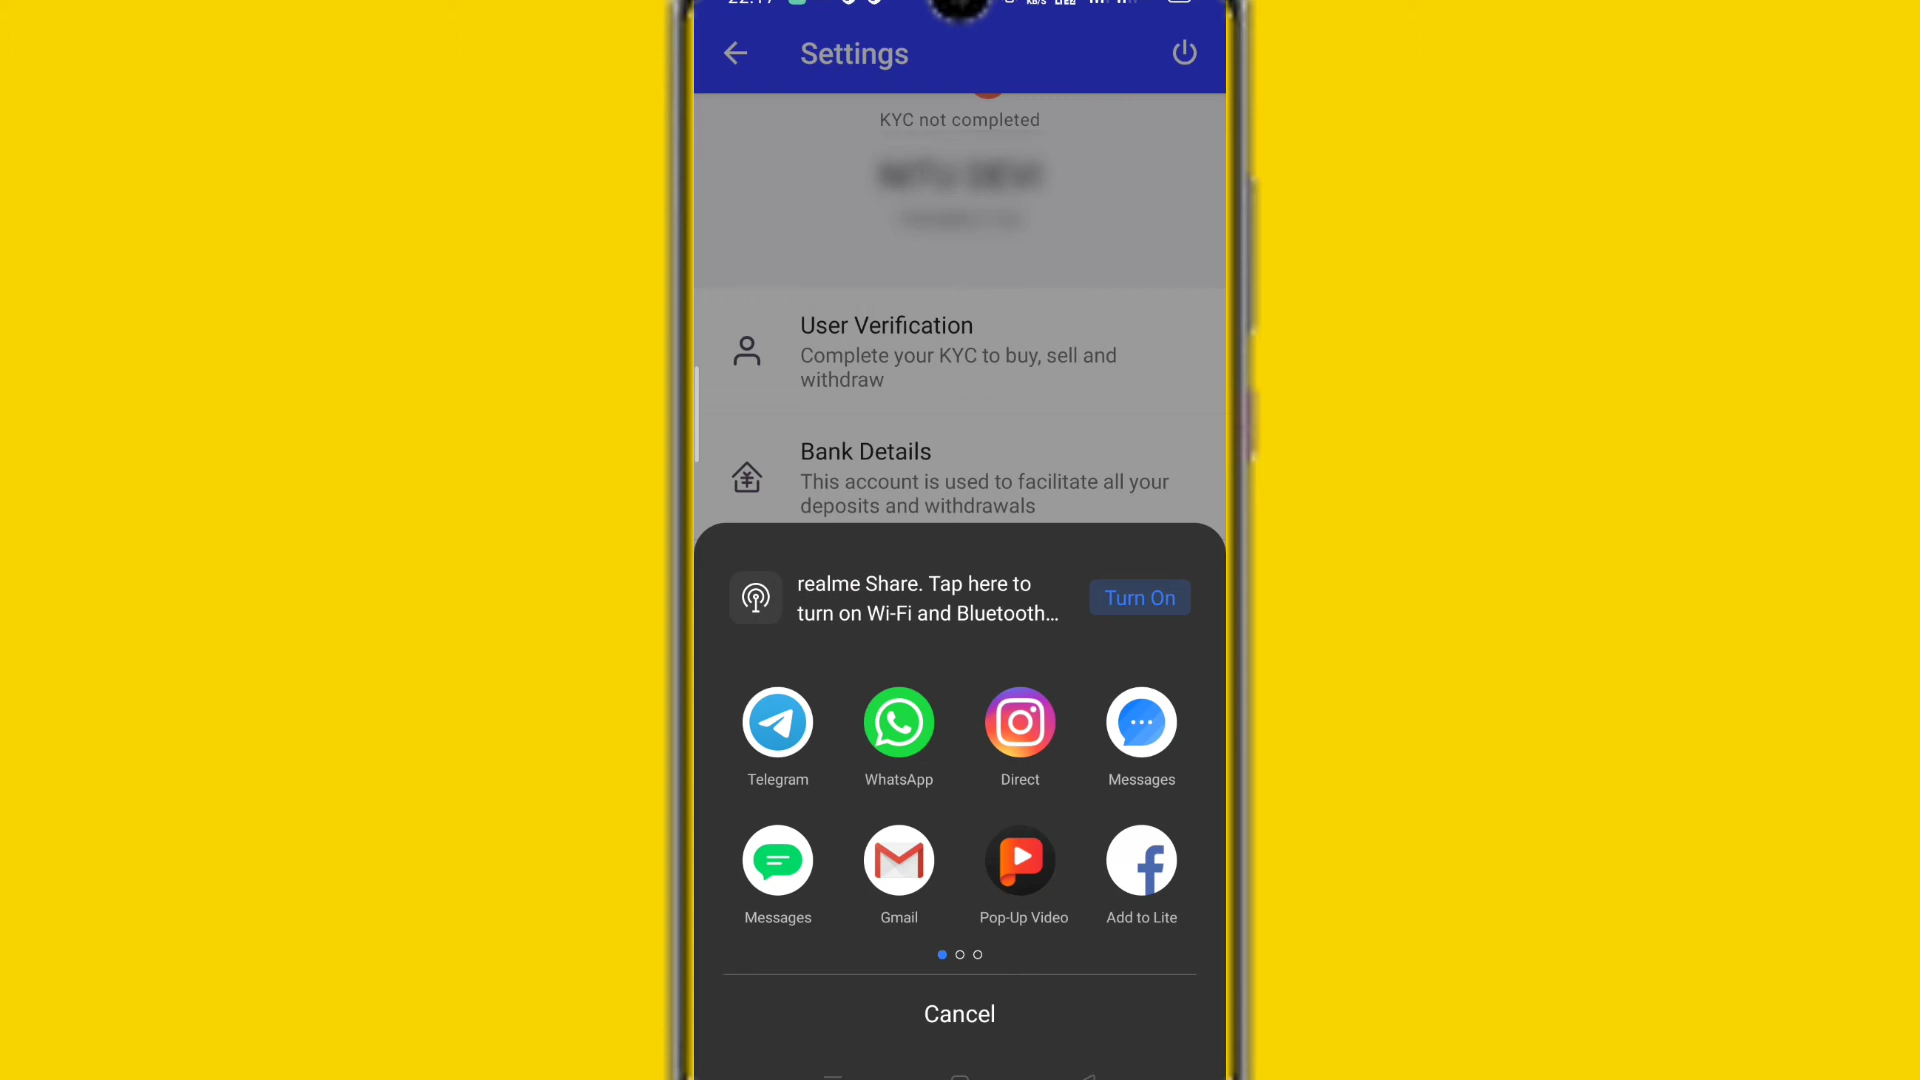 Settings
KYC not completed
User Verification
Complete your KYC to buy, sell and
withdraw
Bank Details
This account is used to facilitate all your
deposits and withdrawals
realme Share. Tap here to
turn on Wi-Fi and Bluetooth...
Turn On
Telegram
WhatsApp
Direct
Messages
Messages
Gmail
Pop-Up Video
Add to Lite
Cancel